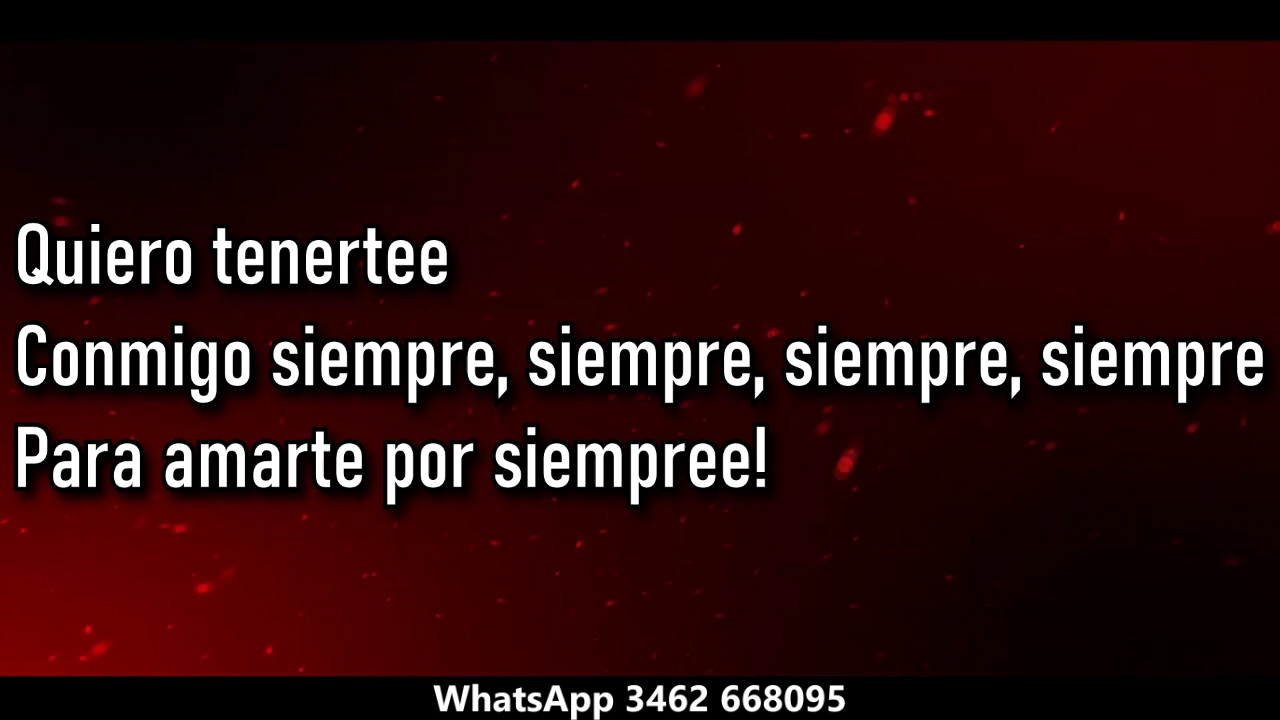 Quiero tenertee
Conmigo siempre, siempre, siempre, siempre
Para amarte por siempree!
WhatsApp 3462 668095